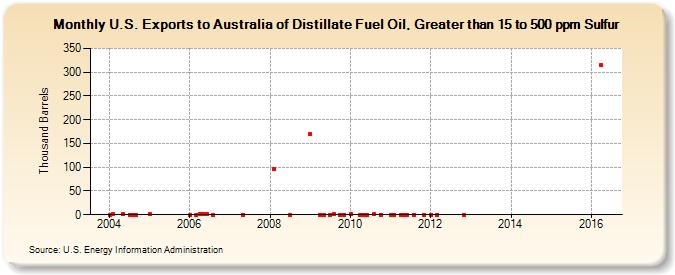 Monthly U.S. Exports to Australia of Distillate Fuel Oil, Greater than 15 to 500 ppm Sulfur
Thousand Barrels
350
300
250
200
150
100
50
0
2004 2006 2008 2010 2012 2014 2016
Source: U.S. Energy Information Administration